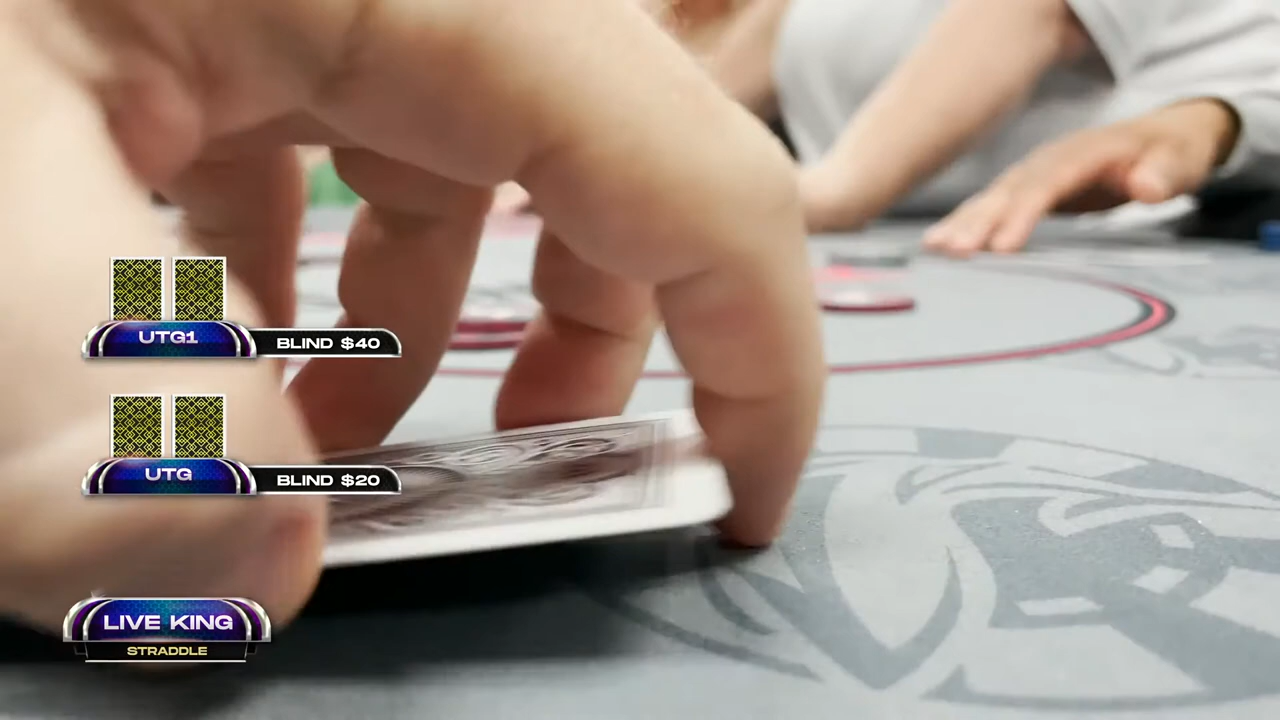 UTG1
BLIND $40
UTG
BLIND $20
LIVE KING
STRADDLE